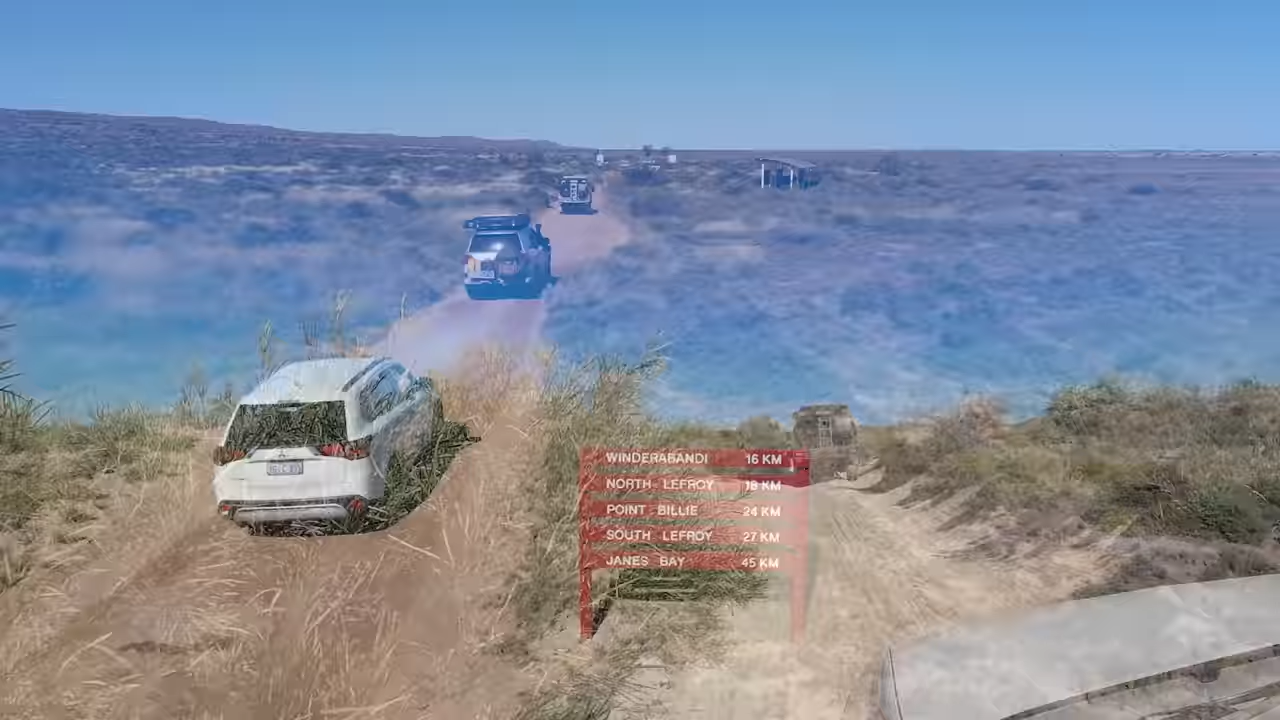 WINDERABANDI 16 KM
NORTH LEFROY 18 KM
POINT BILLIE 24 KM
SOUTH LEFROY 27 KM
JANES BAY 45 KM